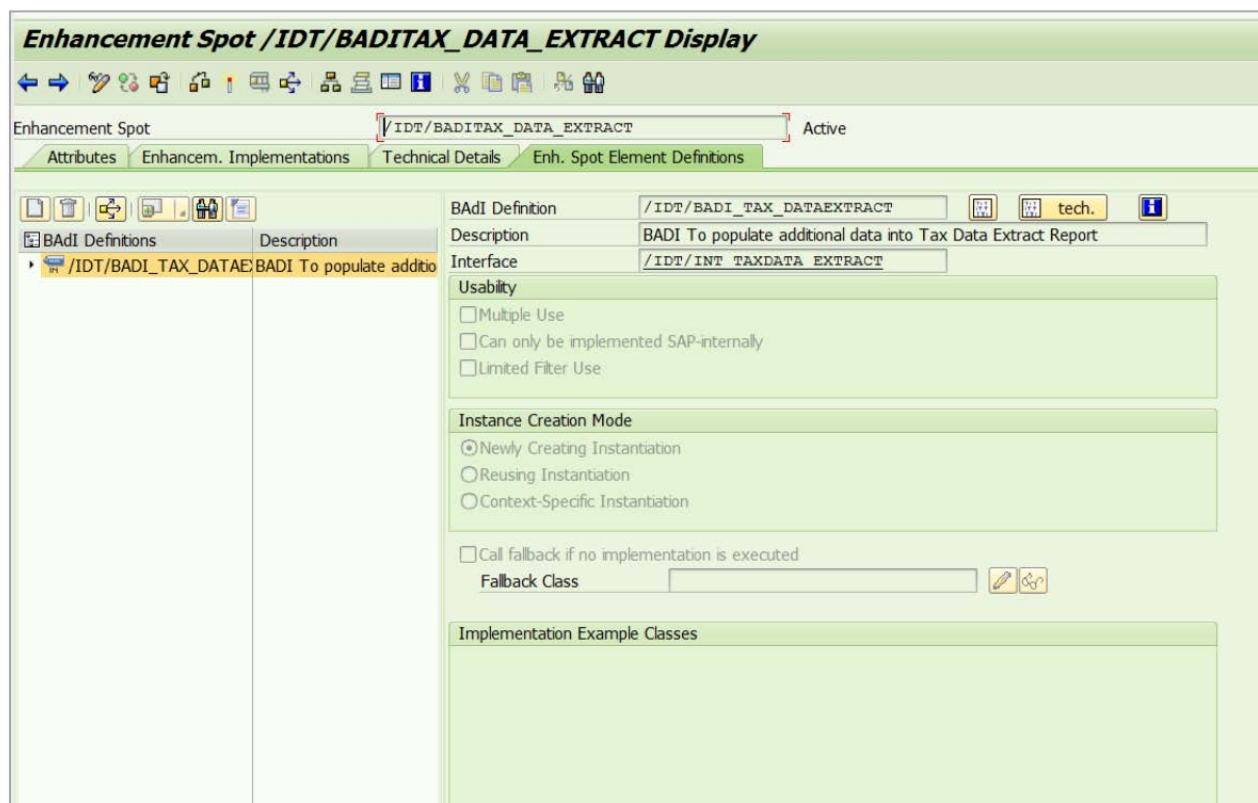 Enhancement Spot /IDT/BADITAX_DATA_EXTRACT Display
Enhancement Spot /IDT/BADITAX_DATA_EXTRACT Active
Attributes Enhancem. Implementations Technical Details Enh. Spot Element Definitions
BAdI Definitions Description
/IDT/BADI_TAX_DATAE BADI To populate additio
BAdI Definition /IDT/BADI_TAX_DATAEXTRACT tech.
Description BADI To populate additional data into Tax Data Extract Report
Interface /IDT/INT_TAXDATA_EXTRACT
Usability
Multiple Use
Can only be implemented SAP-internally
Limited Filter Use
Instance Creation Mode
Newly Creating Instantiation
Reusing Instantiation
Context-Specific Instantiation
Call fallback if no implementation is executed
Fallback Class
Implementation Example Classes